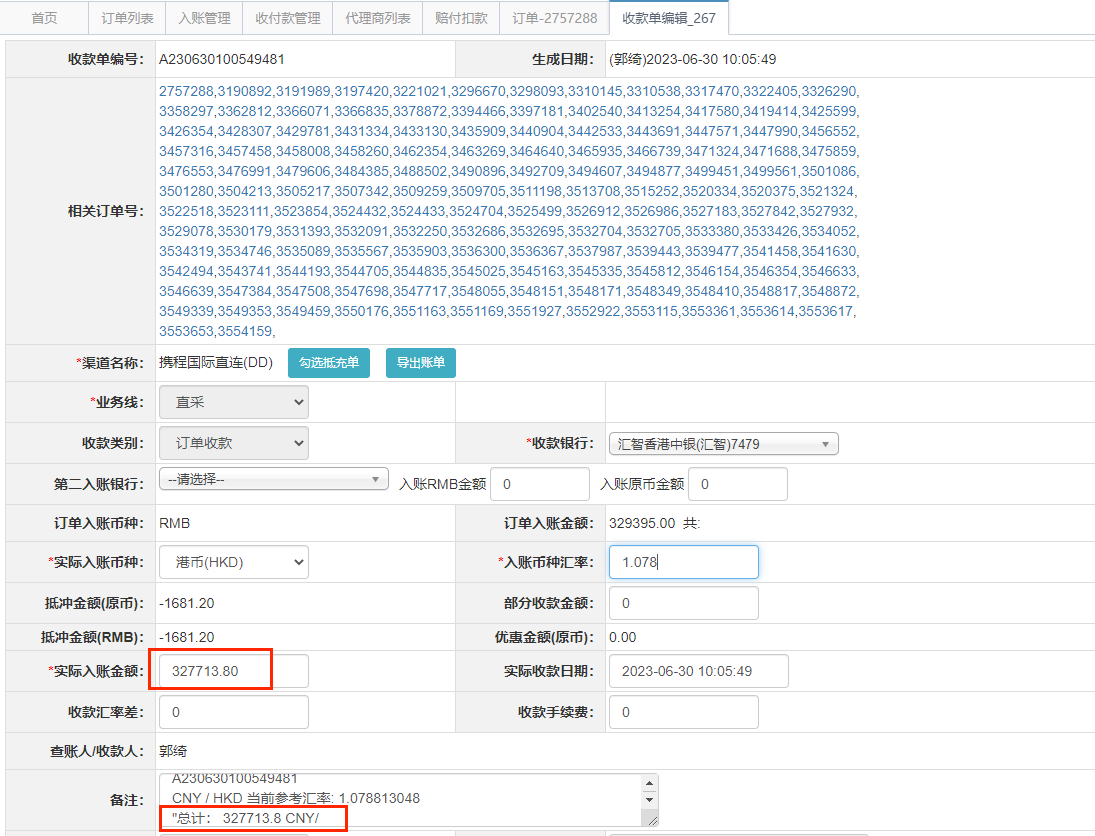 首页 订单列表 入账管理 收付款管理 代理商列表 赔付扣款 订单-2757288 收款单编辑_267
收款单编号: A230630100549481 生成日期: (郭绮)2023-06-30 10:05:49
2757288,3190892,3191989,3197420,3221021,3296670,3298093,3310145,3310538,3317470,3322405,3326290,
3358297,3362812,3366071,3366835,3378872,3394466,3397181,3402540,3413254,3417580,3419414,3425599,
3426354,3428307,3429781,3431334,3433130,3435909,3440904,3442533,3443691,3447571,3447990,3456552,
3457316,3457458,3458008,3458260,3462354,3463269,3464640,3465935,3466739,3471324,3471688,3475859,
3476553,3476991,3479606,3484385,3488502,3490896,3492709,3494607,3494877,3499451,3499561,3501086,
3501280,3504213,3505217,3507342,3509259,3509705,3511198,3513708,3515252,3520334,3520375,3521324,
相关订单号: 3522518,3523111,3523854,3524432,3524433,3524704,3525499,3526912,3526986,3527183,3527842,3527932,
3529078,3530179,3531393,3532091,3532250,3532686,3532695,3532704,3532705,3533380,3533426,3534052,
3534319,3534746,3535089,3535567,3535903,3536300,3536367,3537987,3539443,3539477,3541458,3541630,
3542494,3543741,3544193,3544705,3544835,3545025,3545163,3545335,3545812,3546154,3546354,3546633,
3546639,3547384,3547508,3547698,3547717,3548055,3548151,3548171,3548349,3548410,3548817,3548872,
3549339,3549353,3549459,3550176,3551163,3551169,3551927,3552922,3553115,3553361,3553614,3553617,
3553653,3554159,
*渠道名称: 携程国际直连(DD) 勾选抵充单 导出账单
*业务线: 直采
收款类别: 订单收款 *收款银行: 汇智香港中银(汇智)7479
第二入账银行: --请选择-- 入账RMB金额 0 入账原币金额 0
订单入账币种: RMB 订单入账金额: 329395.00 共:
*实际入账币种: 港币(HKD) *入账币种汇率: 1.078
抵冲金额(原币): -1681.20 部分收款金额: 0
抵冲金额(RMB): -1681.20 优惠金额(原币): 0.00
*实际入账金额: 327713.80 实际收款日期: 2023-06-30 10:05:49
收款汇率差: 0 收款手续费: 0
查账人/收款人: 郭绮
A230630100549481
备注: CNY / HKD 当前参考汇率: 1.078813048
"总计: 327713.8 CNY/